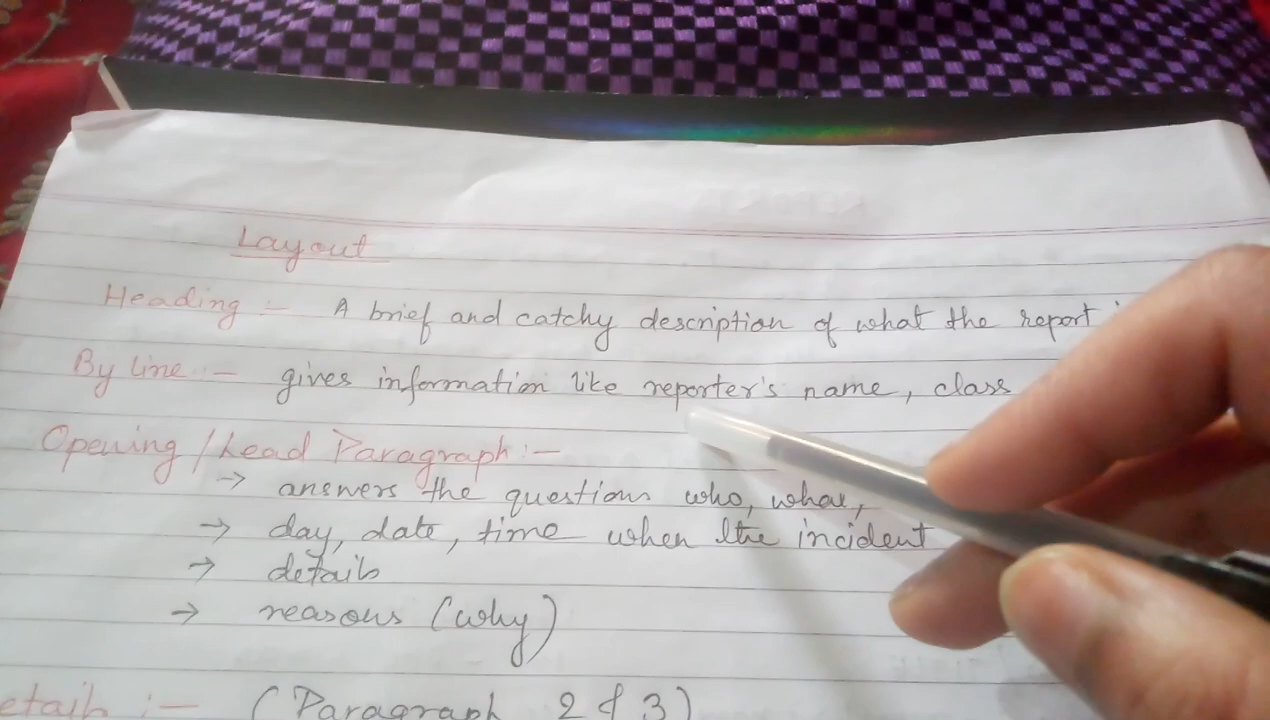 Layout
Heading :- A brief and catchy description of what the report
By line :- gives information like reporter's name, class
Opening / Lead Paragraph :-
→ answers the questions who, what,
→ day, date, time when the incident
→ details
→ reasons (why)
etails :- (Paragraph 2 & 3)